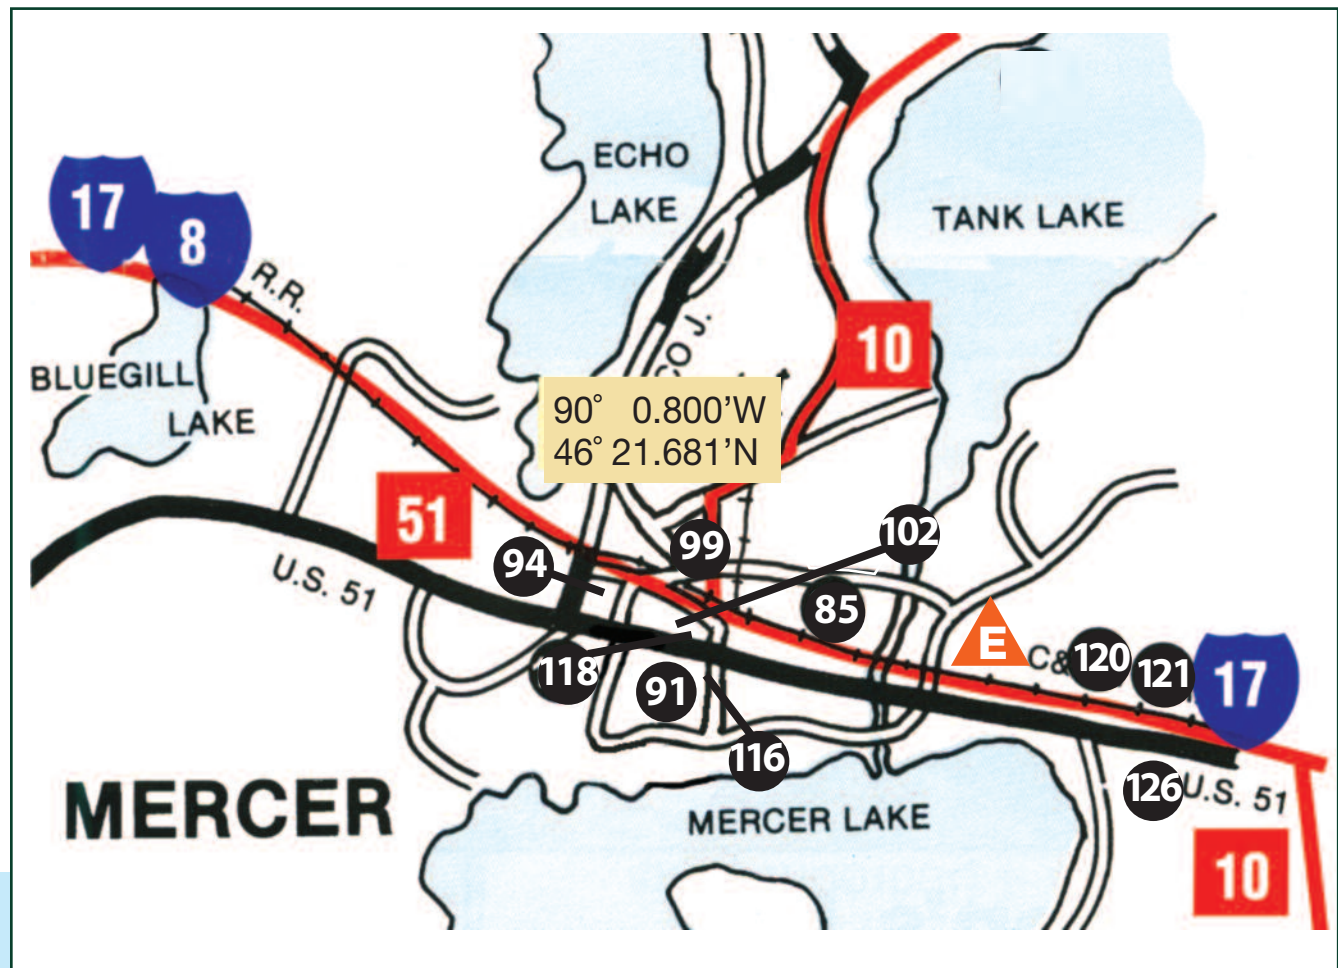 ECHO
LAKE
TANK LAKE
17
8
R.R.
CO J.
10
BLUEGILL
LAKE
90° 0.800'W
46° 21.681'N
51
U.S. 51
94
99
102
85
E
C&
120
121
17
118
91
116
126
U.S. 51
MERCER
MERCER LAKE
10